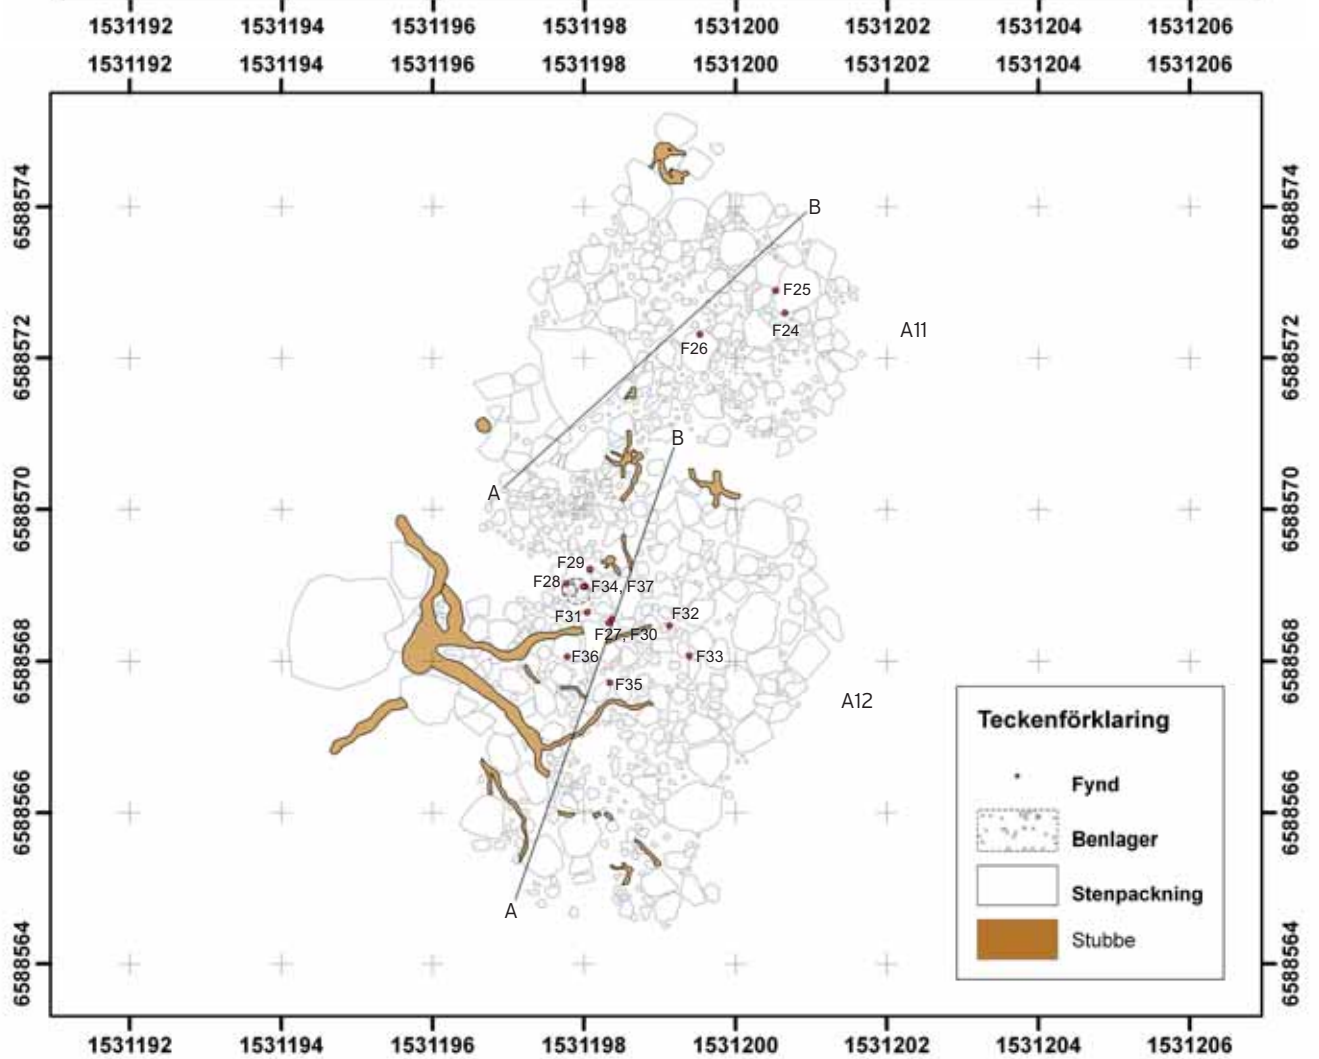 1531192 1531194 1531196 1531198 1531200 1531202 1531204 1531206
1531192 1531194 1531196 1531198 1531200 1531202 1531204 1531206
6588574 6588574
B
F25
F24
A11
F26
6588572 6588572
B
A
6588570 6588570
F29
F28 F34, F37
F31 F32
F27, F30
F36 F33
6588568 6588568
F35
A12
Teckenförklaring
Fynd
6588566 6588566
Benlager
Stenpackning
A
Stubbe
6588564 6588564
1531192 1531194 1531196 1531198 1531200 1531202 1531204 1531206